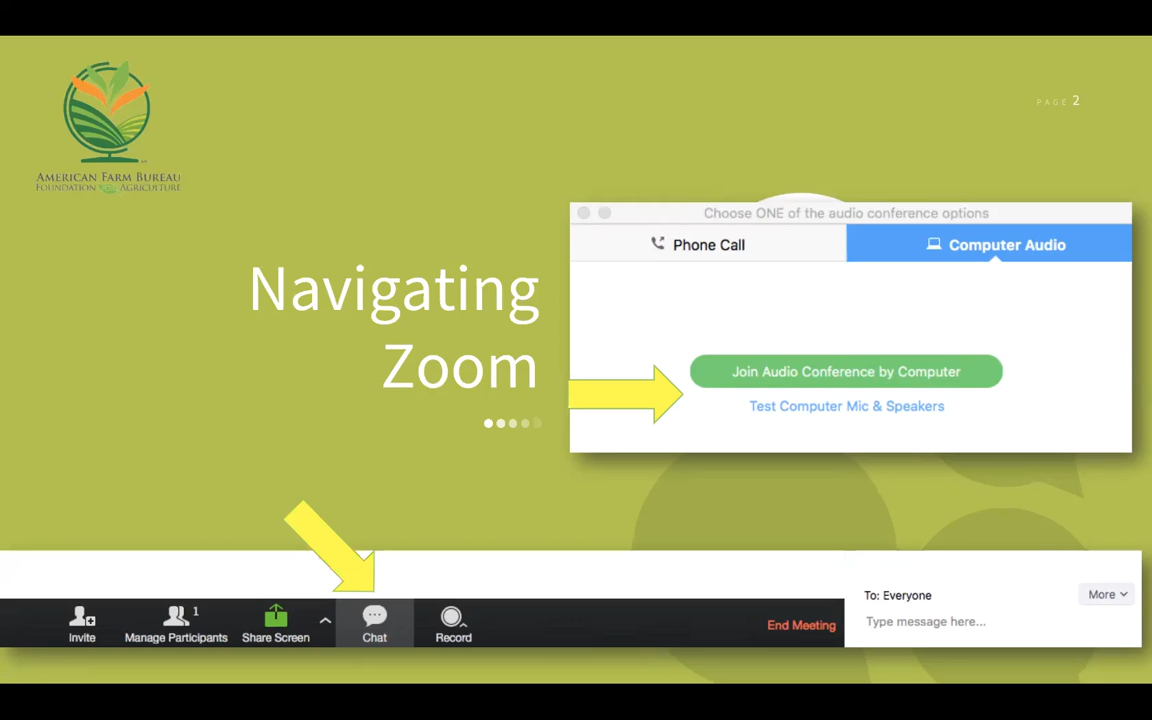 AMERICAN FARM BUREAU
FOUNDATION FOR AGRICULTURE
PAGE 2
Navigating
Zoom
Choose ONE of the audio conference options
Phone Call
Computer Audio
Join Audio Conference by Computer
Test Computer Mic & Speakers
Invite
1
Manage Participants
Share Screen
Chat
Record
End Meeting
To: Everyone
More
Type message here...